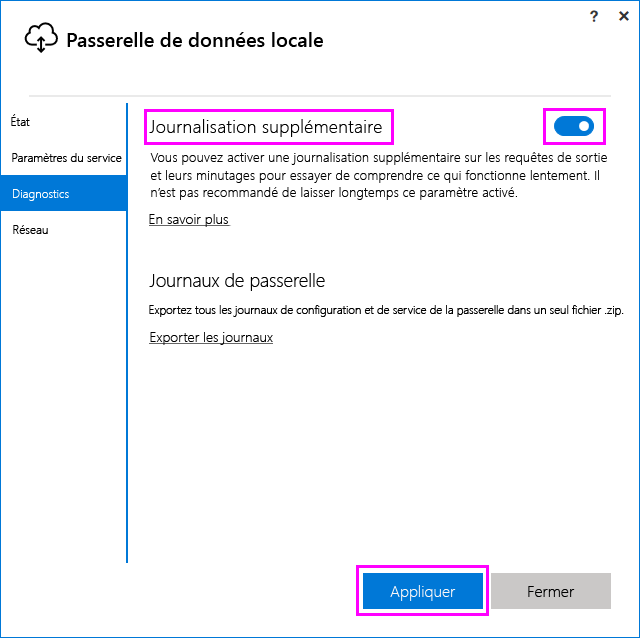 ? ×
Passerelle de données locale
État
Paramètres du service
Diagnostics
Réseau
Journalisation supplémentaire
Vous pouvez activer une journalisation supplémentaire sur les requêtes de sortie
et leurs minutages pour essayer de comprendre ce qui fonctionne lentement. Il
n’est pas recommandé de laisser longtemps ce paramètre activé.
En savoir plus
Journaux de passerelle
Exportez tous les journaux de configuration et de service de la passerelle dans un seul fichier .zip.
Exporter les journaux
Appliquer
Fermer